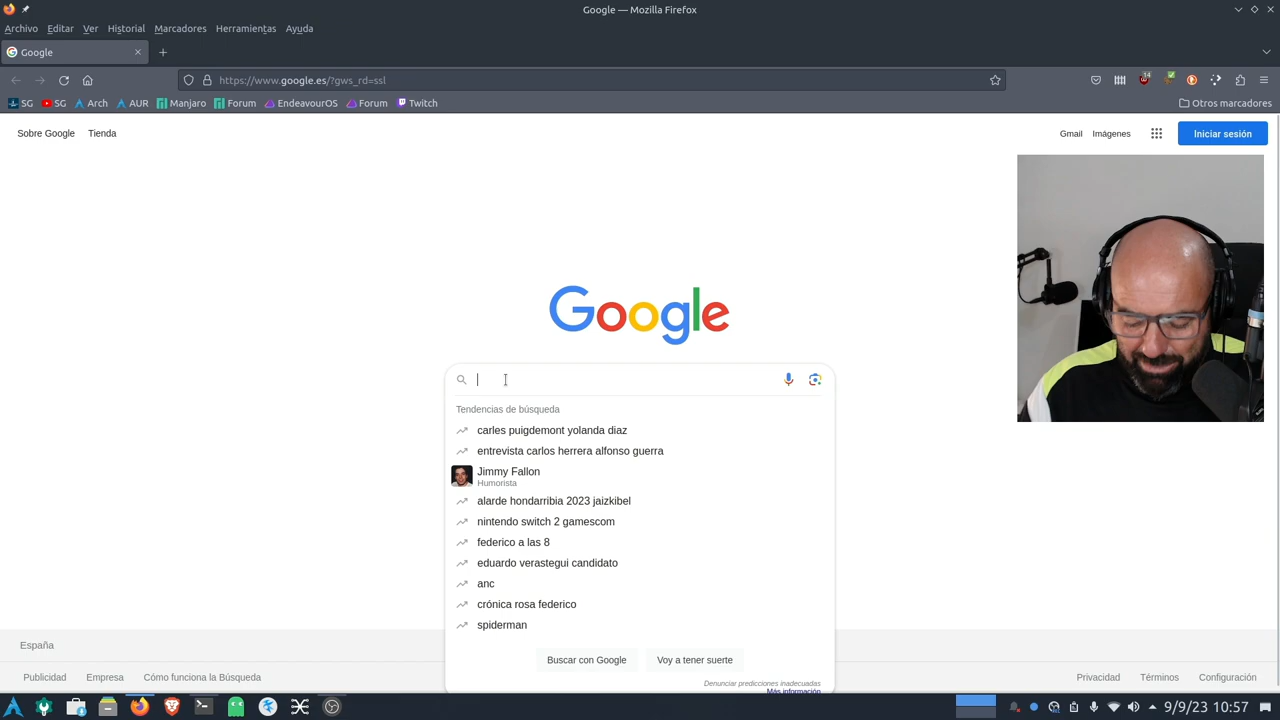 Google — Mozilla Firefox
Archivo Editar Ver Historial Marcadores Herramientas Ayuda
Google
https://www.google.es/?gws_rd=ssl
14
SG SG Arch AUR Manjaro Forum EndeavourOS Forum Twitch Otros marcadores
Sobre Google Tienda Gmail Imágenes Iniciar sesión
Google
Tendencias de búsqueda
carles puigdemont yolanda diaz
entrevista carlos herrera alfonso guerra
Jimmy Fallon
Humorista
alarde hondarribia 2023 jaizkibel
nintendo switch 2 gamescom
federico a las 8
eduardo verastegui candidato
anc
crónica rosa federico
spiderman
España
Buscar con Google Voy a tener suerte
Publicidad Empresa Cómo funciona la Búsqueda Privacidad Términos Configuración
Denunciar predicciones inadecuadas
Más información
9/9/23 10:57